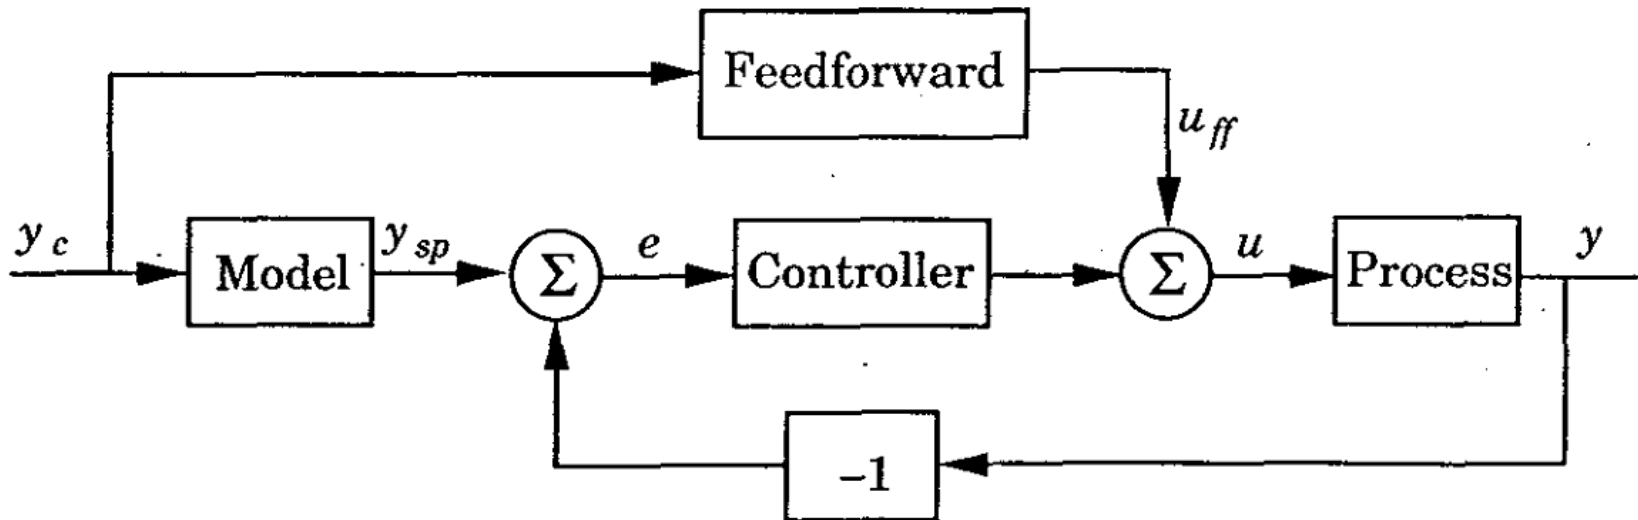 Feedforward
u_ff
y_c
Model
y_sp
Σ
e
Controller
Σ
u
Process
y
–1